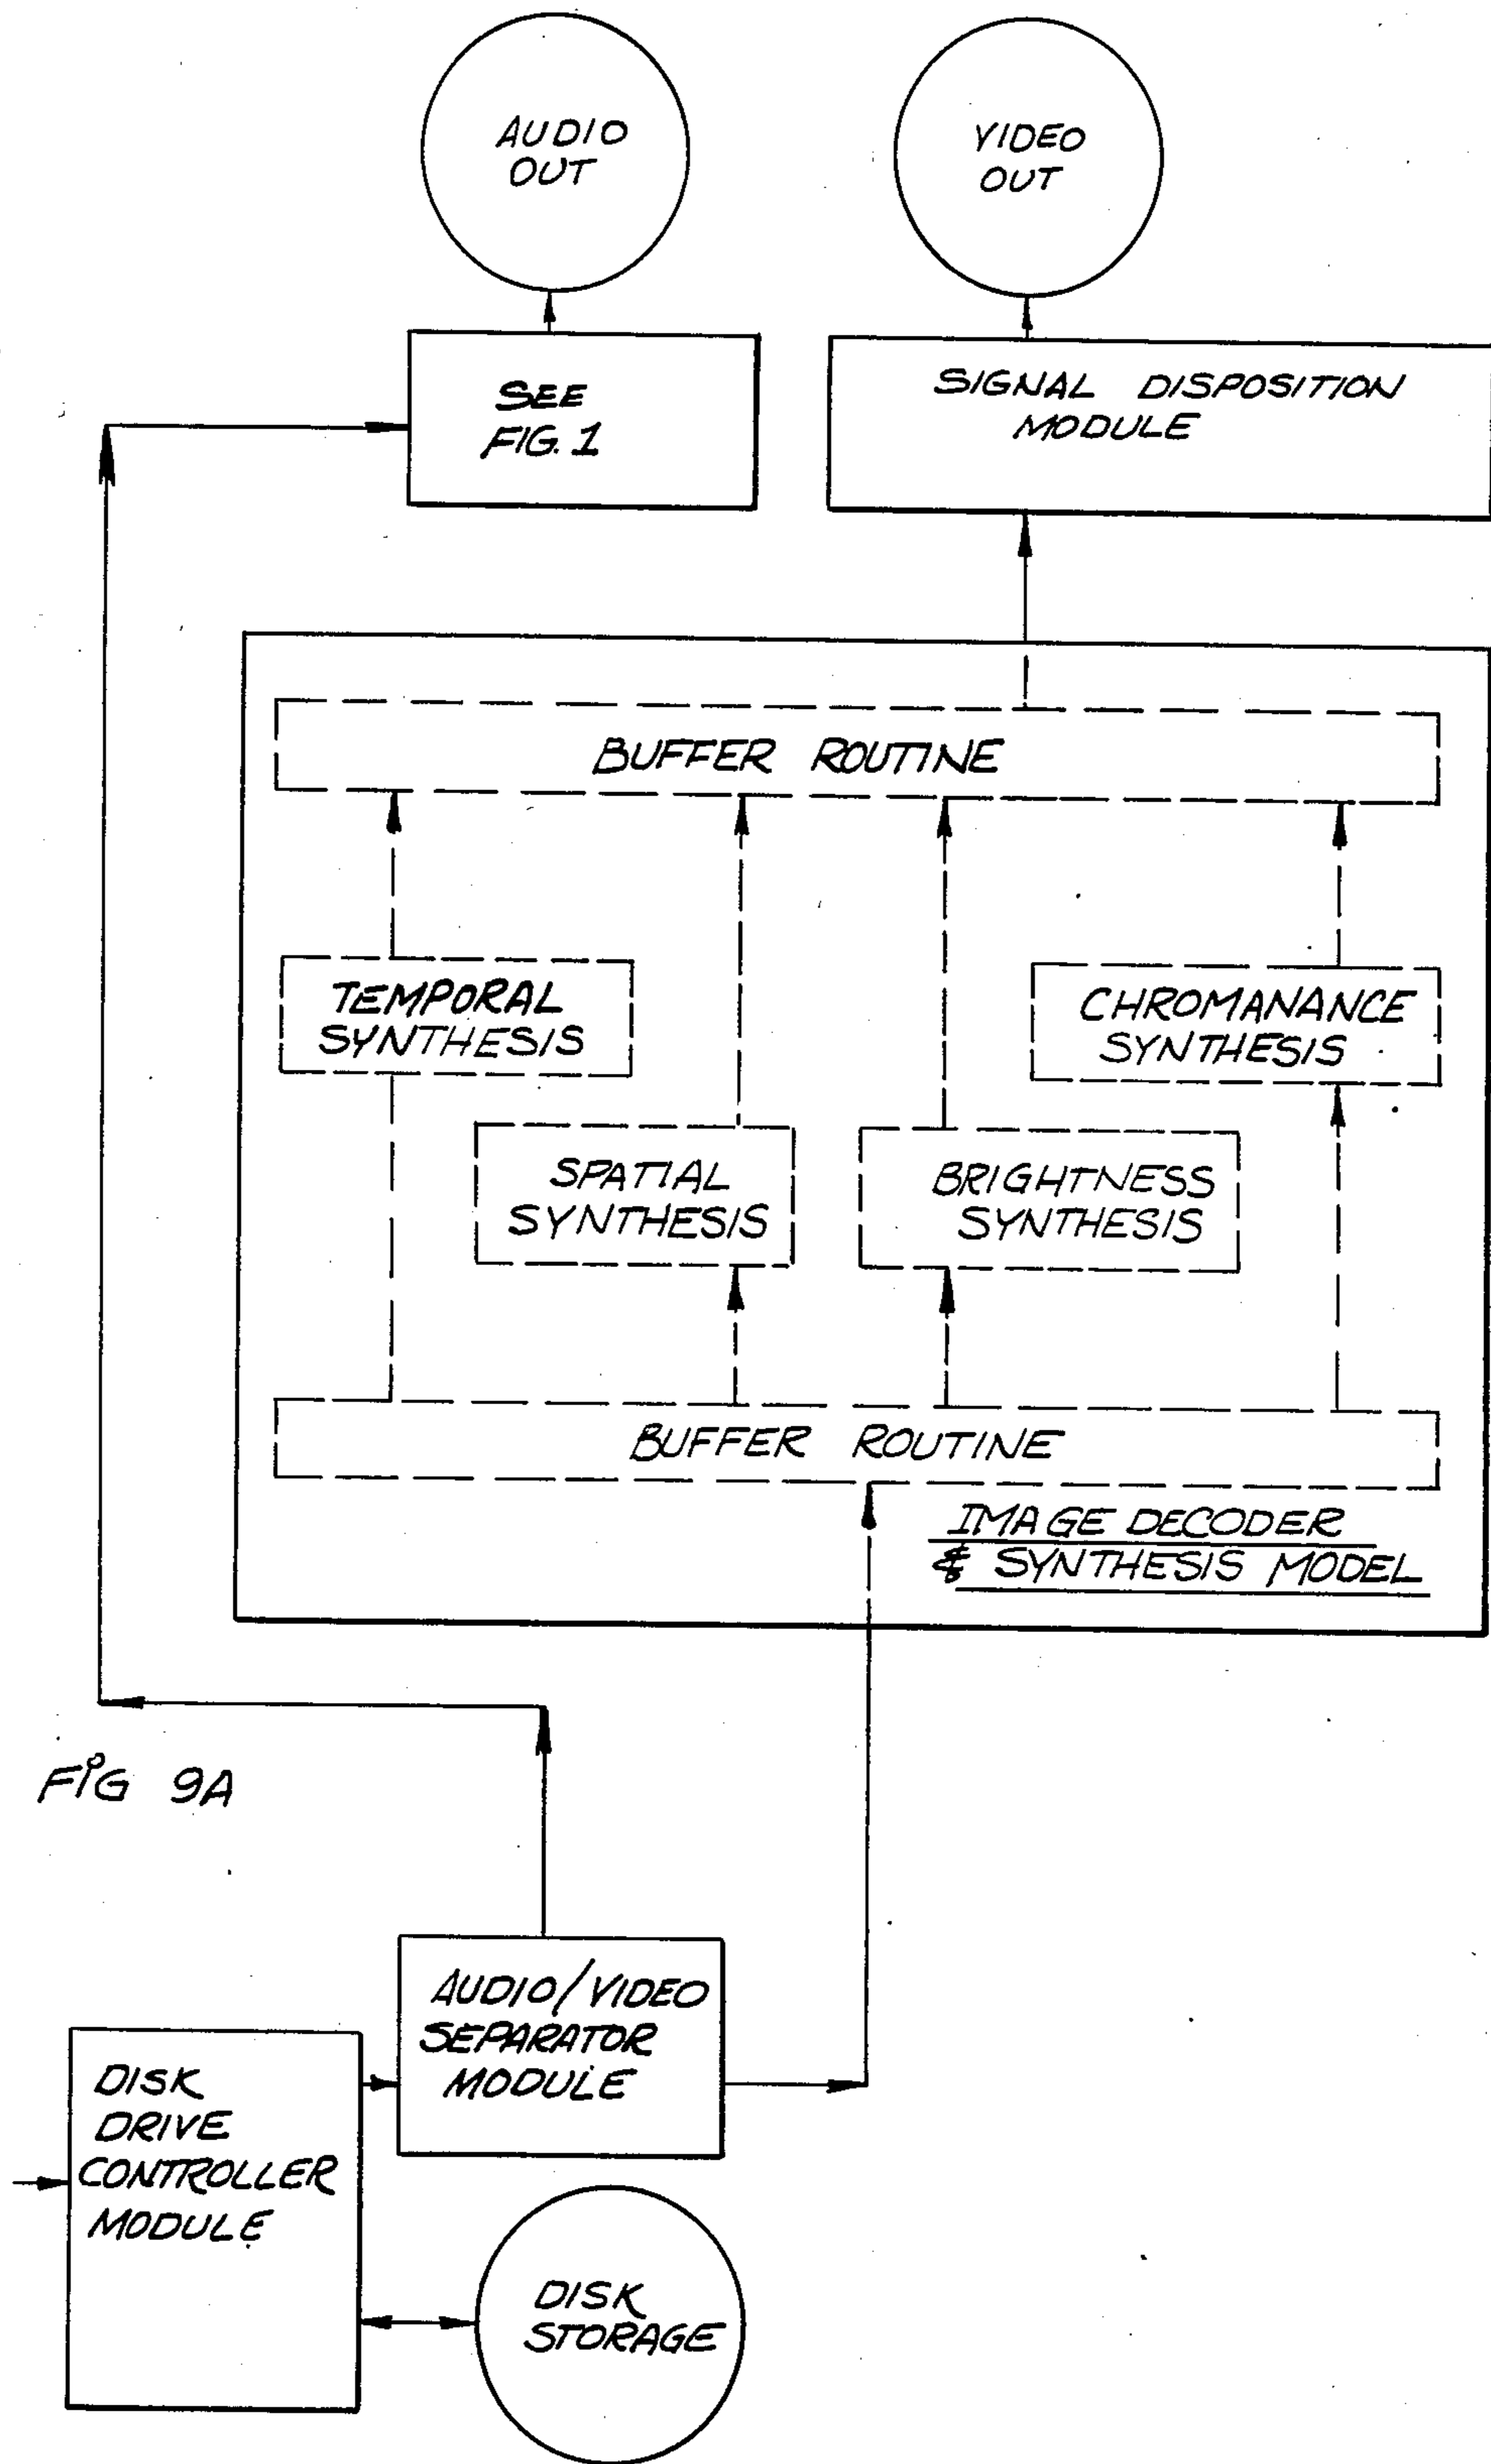 AUDIO
OUT
VIDEO
OUT
SEE
FIG. 1
SIGNAL DISPOSITION
MODULE
BUFFER ROUTINE
TEMPORAL
SYNTHESIS
CHROMANANCE
SYNTHESIS
SPATIAL
SYNTHESIS
BRIGHTNESS
SYNTHESIS
BUFFER ROUTINE
IMAGE DECODER
& SYNTHESIS MODEL
FIG 9A
AUDIO/VIDEO
SEPARATOR
MODULE
DISK
DRIVE
CONTROLLER
MODULE
DISK
STORAGE